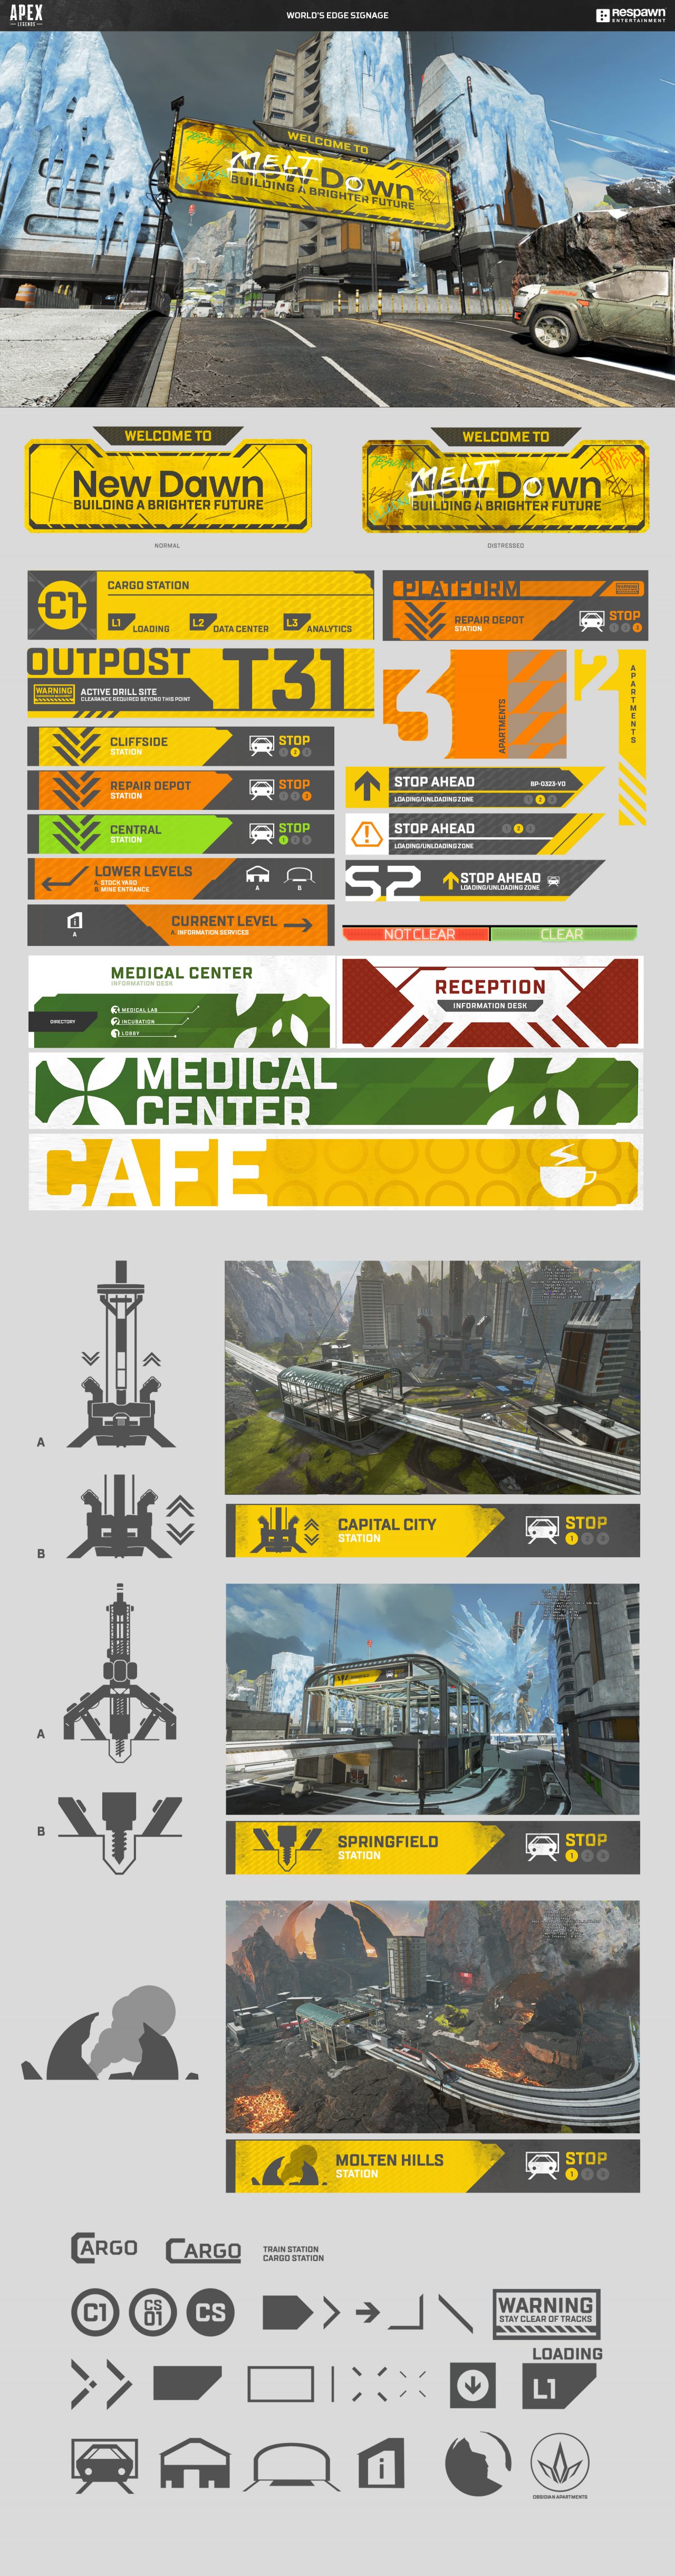 APEX
LEGENDS
WORLD'S EDGE SIGNAGE
Respawn
ENTERTAINMENT
WELCOME TO
MELT Down
BUILDING A BRIGHTER FUTURE
WELCOME TO
New Dawn
BUILDING A BRIGHTER FUTURE
NORMAL
WELCOME TO
MELT Down
BUILDING A BRIGHTER FUTURE
DISTRESSED
C1
CARGO STATION
L1 LOADING
L2 DATA CENTER
L3 ANALYTICS
PLATFORM
WARNING
REPAIR DEPOT
STATION
STOP
1 2 3
OUTPOST
T31
WARNING
ACTIVE DRILL SITE
CLEARANCE REQUIRED BEYOND THIS POINT
3
APARTMENTS
2
APARTMENTS
CLIFFSIDE
STATION
STOP
1 2 3
REPAIR DEPOT
STATION
STOP
1 2 3
CENTRAL
STATION
STOP
1 2 3
LOWER LEVELS
A STOCK YARD
B MINE ENTRANCE
A
B
i
A
CURRENT LEVEL
A INFORMATION SERVICES
STOP AHEAD
BP-0323-VD
LOADING/UNLOADING ZONE
1 2 3
STOP AHEAD
1 2 3
LOADING/UNLOADING ZONE
S2
STOP AHEAD
LOADING/UNLOADING ZONE
NOT CLEAR
CLEAR
MEDICAL CENTER
INFORMATION DESK
DIRECTORY
MEDICAL LAB
INCUBATION
LOBBY
RECEPTION
INFORMATION DESK
MEDICAL
CENTER
CAFE
A
B
CAPITAL CITY
STATION
STOP
1 2 3
A
B
SPRINGFIELD
STATION
STOP
1 2 3
MOLTEN HILLS
STATION
STOP
1 2 3
CARGO
CARGO
TRAIN STATION
CARGO STATION
C1
CS
01
CS
WARNING
STAY CLEAR OF TRACKS
LOADING
L1
i
OBSIDIAN APARTMENTS